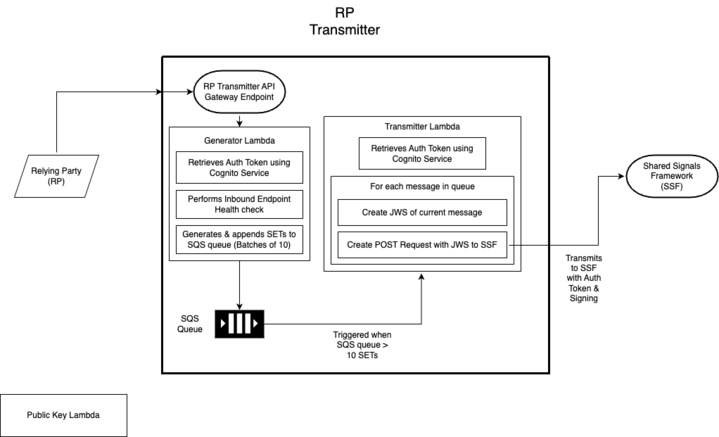 RP
Transmitter
RP Transmitter API
Gateway Endpoint
Generator Lambda
Retrieves Auth Token using
Cognito Service
Performs Inbound Endpoint
Health check
Generates & appends SETs to
SQS queue (Batches of 10)
Transmitter Lambda
Retrieves Auth Token using
Cognito Service
For each message in queue
Create JWS of current message
Create POST Request with JWS to SSF
Relying Party
(RP)
Shared Signals
Framework
(SSF)
Transmits
to SSF
with Auth
Token &
Signing
SQS
Queue
Triggered when
SQS queue >
10 SETs
Public Key Lambda